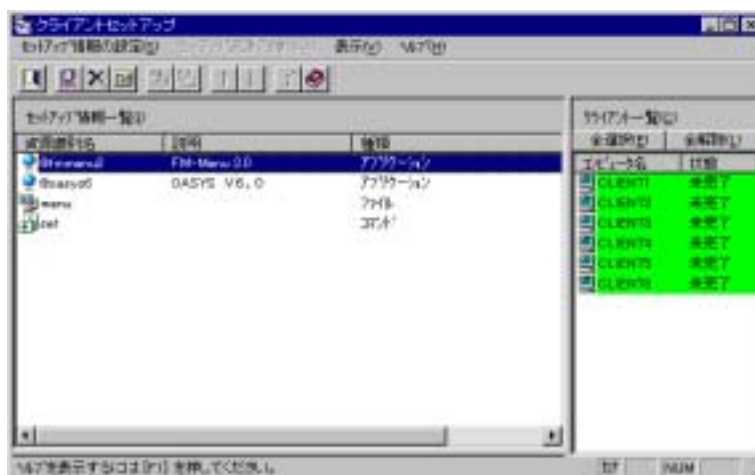 クライアントセットアップ
セットアップ情報の設定(S) 表示(V) ヘルプ(H)
セットアップ情報一覧(I)
資源識別名 説明 種類
FM-Menu 2.0 アプリケーション
OASYS V6.0 アプリケーション
menu ファイル
コマンド
クライアント一覧(C)
全選択(E) 全解除(L)
コンピュータ名 状態
CLIENT1 未完了
CLIENT2 未完了
CLIENT3 未完了
CLIENT4 未完了
CLIENT5 未完了
CLIENT6 未完了
ヘルプを表示するには [F1] を押してください。
NUM